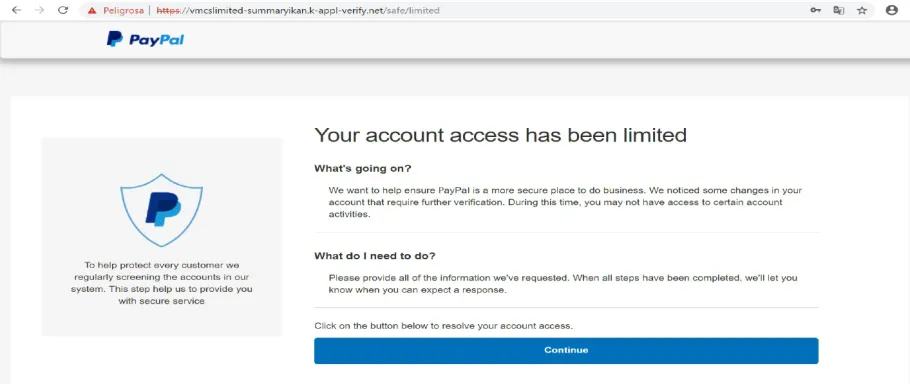 Peligrosa | https://vmcslimited-summaryikan.k-appl-verify.net/safe/limited
PayPal
Your account access has been limited
What's going on?
We want to help ensure PayPal is a more secure place to do business. We noticed some changes in your
account that require further verification. During this time, you may not have access to certain account
activities.
To help protect every customer we
regularly screening the accounts in our
system. This step help us to provide you
with secure service
What do I need to do?
Please provide all of the information we've requested. When all steps have been completed, we'll let you
know when you can expect a response.
Click on the button below to resolve your account access.
Continue